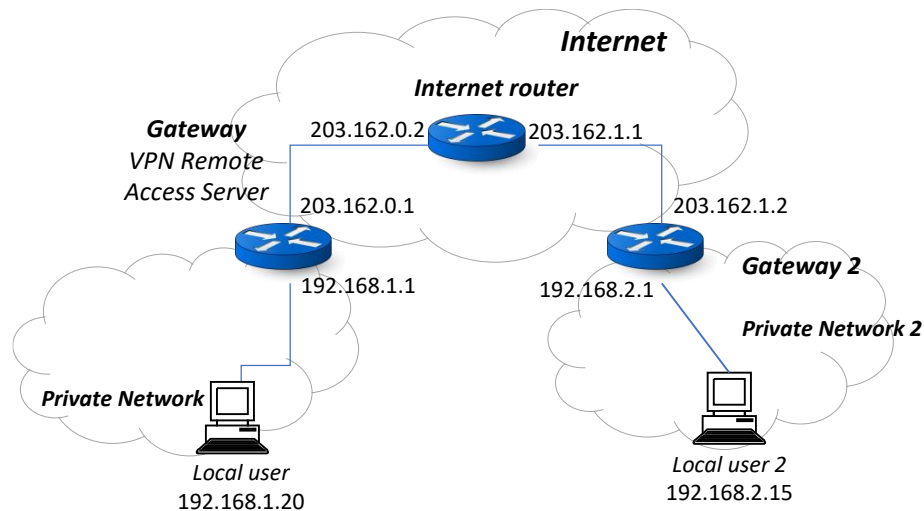 Internet
Internet router
Gateway
VPN Remote
Access Server
203.162.0.2
203.162.1.1
203.162.0.1
203.162.1.2
192.168.1.1
Gateway 2
192.168.2.1
Private Network 2
Private Network
Local user
192.168.1.20
Local user 2
192.168.2.15